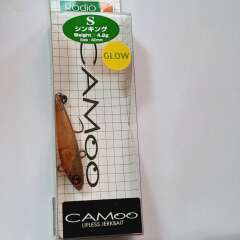 Rodio
S
シンキング
Weight : 4.2g
GLOW
CAMOO
CAMOO
LIPLESS JERKBAIT